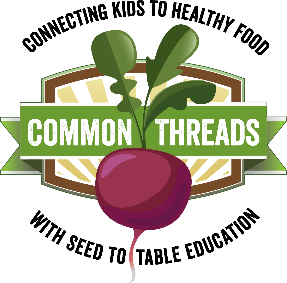 CONNECTING KIDS TO HEALTHY FOOD
COMMON THREADS
WITH SEED TO TABLE EDUCATION